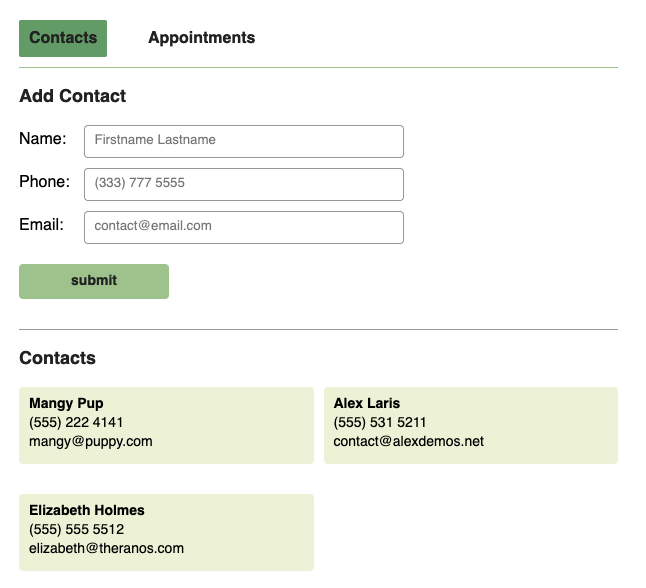 Contacts Appointments
Add Contact
Name: Firstname Lastname
Phone: (333) 777 5555
Email: contact@email.com
submit
Contacts
Mangy Pup
(555) 222 4141
mangy@puppy.com
Alex Laris
(555) 531 5211
contact@alexdemos.net
Elizabeth Holmes
(555) 555 5512
elizabeth@theranos.com